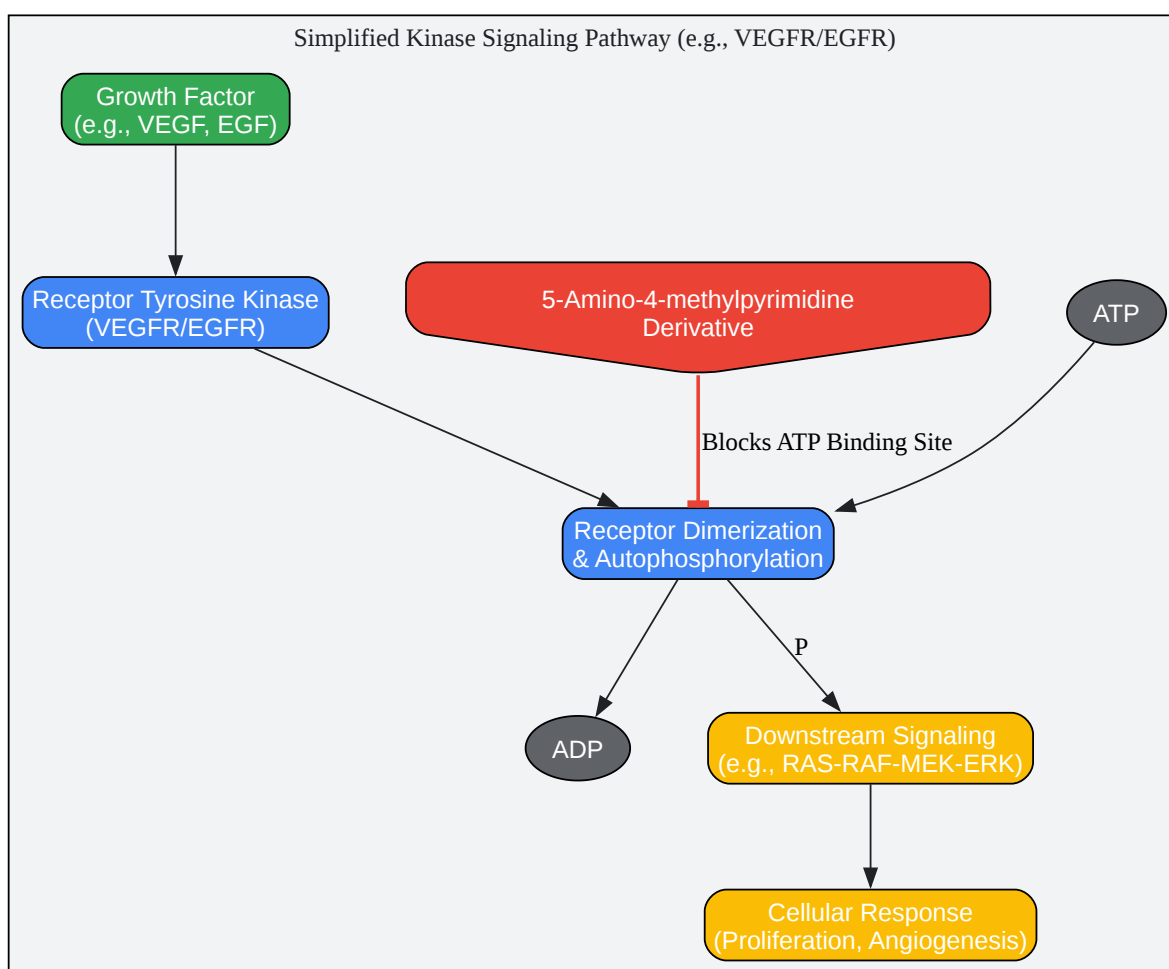 Simplified Kinase Signaling Pathway (e.g., VEGFR/EGFR)
Growth Factor
(e.g., VEGF, EGF)
Receptor Tyrosine Kinase
(VEGFR/EGFR)
5-Amino-4-methylpyrimidine
Derivative
ATP
Blocks ATP Binding Site
Receptor Dimerization
& Autophosphorylation
P
ADP
Downstream Signaling
(e.g., RAS-RAF-MEK-ERK)
Cellular Response
(Proliferation, Angiogenesis)